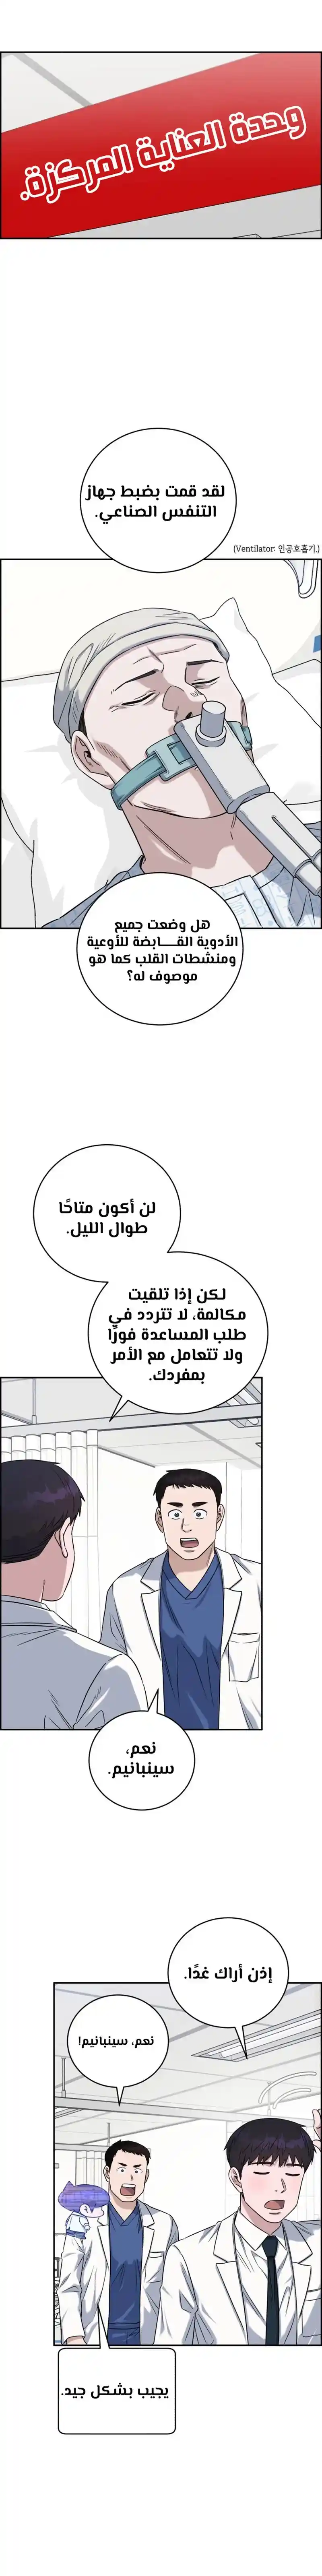 وحدة العناية المركزة.
لقد قمت بضبط جهاز
التنفس الصناعي.
(Ventilator: 인공호흡기,)
هل وضعت جميع
الأدوية القـــابضة للأوعية
ومنشطات القلب كما هو
موصوف له؟
لن أكون متاحًا
طوال الليل.
لكن إذا تلقيت
مكالمة، لا تتردد في
طلب المساعدة فورًا
ولا تتعامل مع الأمر
بمفردك.
نعم،
سينبانيم.
إذن أراك غدًا.
نعم، سينبانيم!
يجيب بشكل جيد.